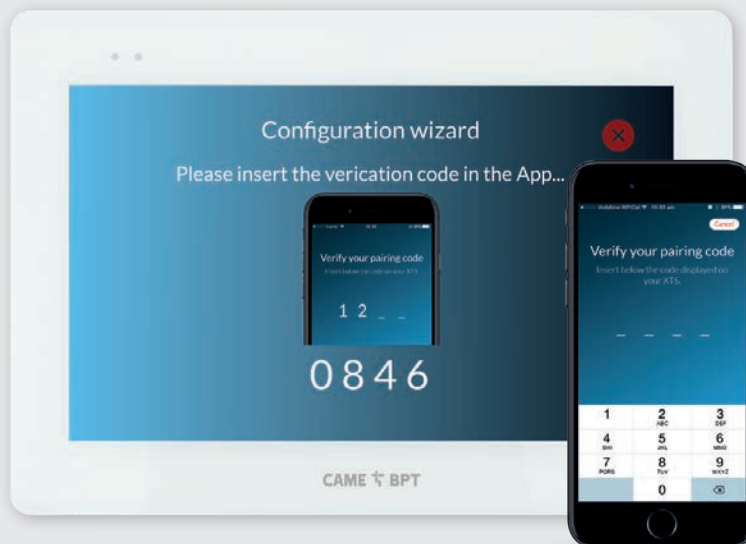 Configuration wizard
Please insert the verication code in the App...
Verify your pairing code
1 2 _ _
0846
CAME BPT
Cancel
Verify your pairing code
Insert below the code displayed on
your XTS.
_ _ _ _
1 2 3
ABC DEF
4 5 6
GHI JKL MNO
7 8 9
PQRS TUV WXYZ
0